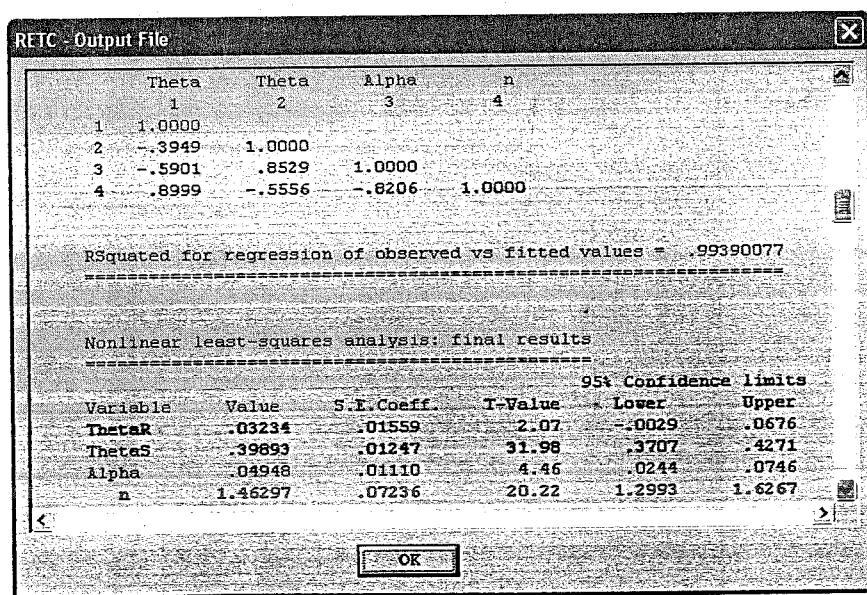 RETC - Output File
Theta Theta Alpha n
1 2 3 4
1 1.0000
2 -.3949 1.0000
3 -.5901 .8529 1.0000
4 .8999 -.5556 -.8206 1.0000
RSquated for regression of observed vs fitted values = .99390077
================================================================
Nonlinear least-squares analysis: final results
===============================================
95% Confidence limits
Variable Value S.E.Coeff. T-Value Lower Upper
ThetaR .03234 .01559 2.07 -.0029 .0676
ThetaS .39893 .01247 31.98 .3707 .4271
Alpha .04948 .01110 4.46 .0244 .0746
n 1.46297 .07236 20.22 1.2993 1.6267
OK